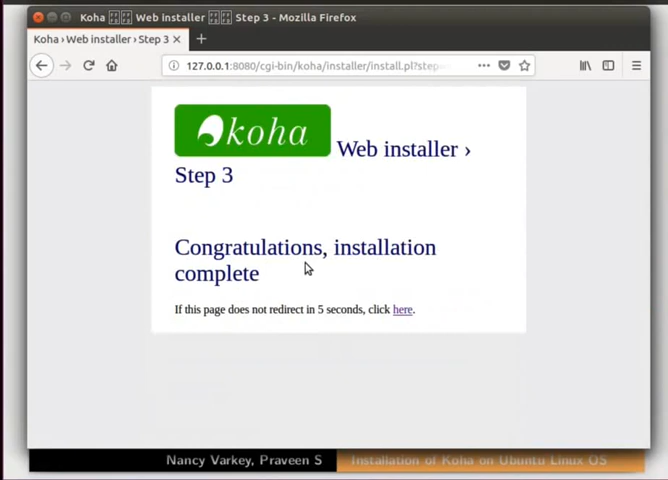 Koha Web installer Step 3 - Mozilla Firefox
Koha › Web installer › Step 3
127.0.0.1:8080/cgi-bin/koha/installer/install.pl?step
koha Web installer ›
Step 3
Congratulations, installation
complete
If this page does not redirect in 5 seconds, click here.
Nancy Varkey, Praveen S Installation of Koha on Ubuntu Linux OS